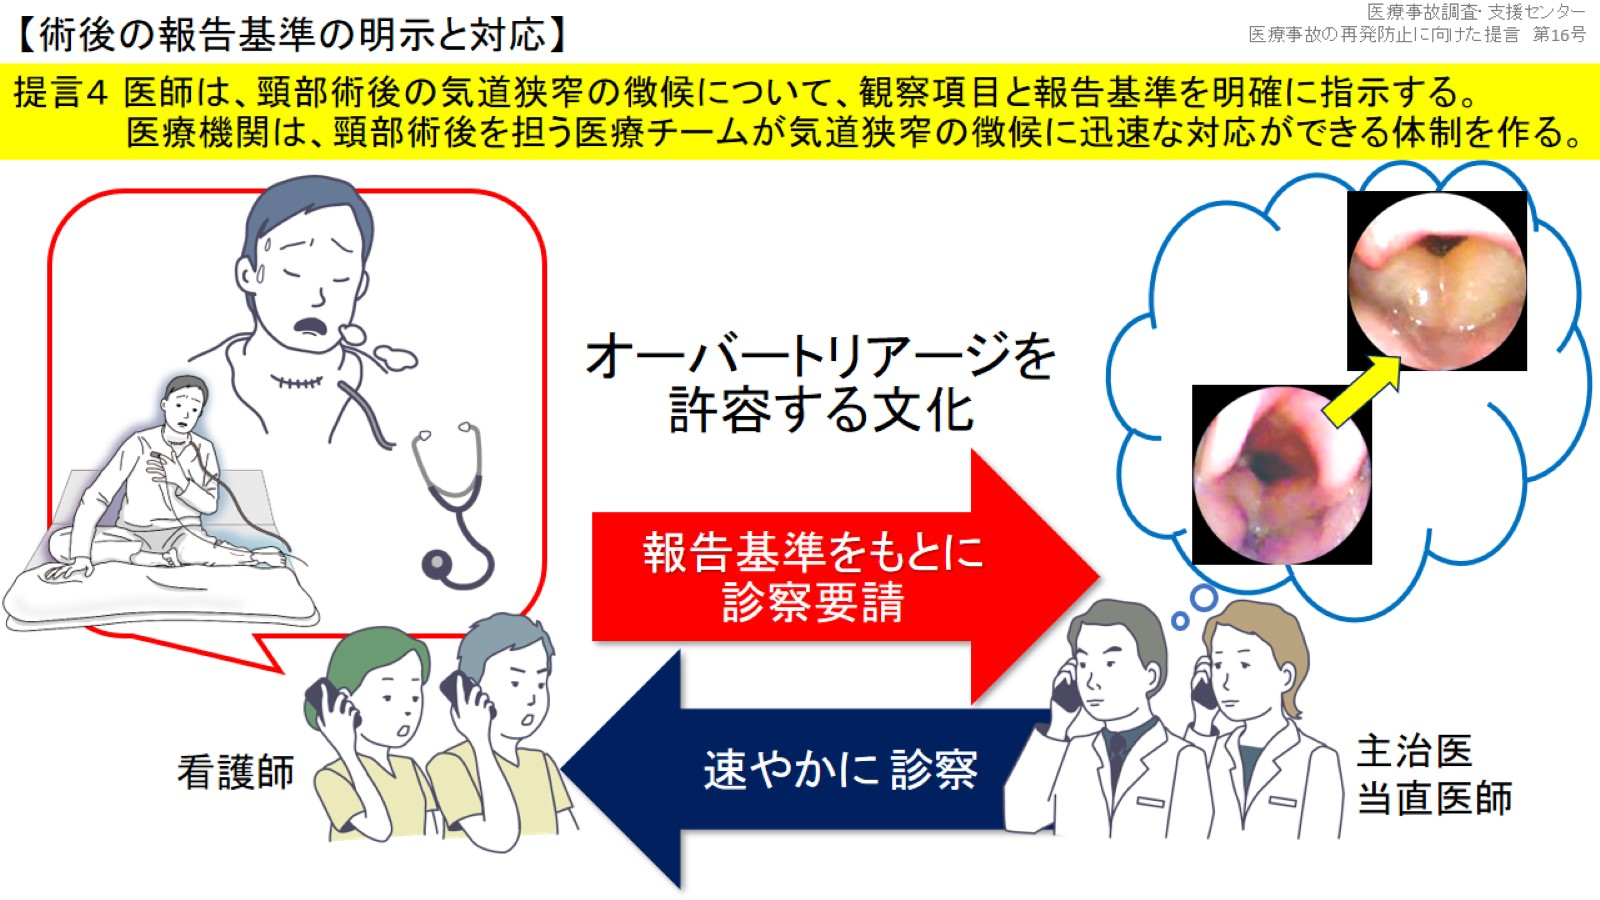 医療事故調査・支援センター
医療事故の再発防止に向けた提言 第16号
【術後の報告基準の明示と対応】
提言４ 医師は、頸部術後の気道狭窄の徴候について、観察項目と報告基準を明確に指示する。
医療機関は、頸部術後を担う医療チームが気道狭窄の徴候に迅速な対応ができる体制を作る。
オーバートリアージを
許容する文化
報告基準をもとに
診察要請
速やかに 診察
看護師
主治医
当直医師